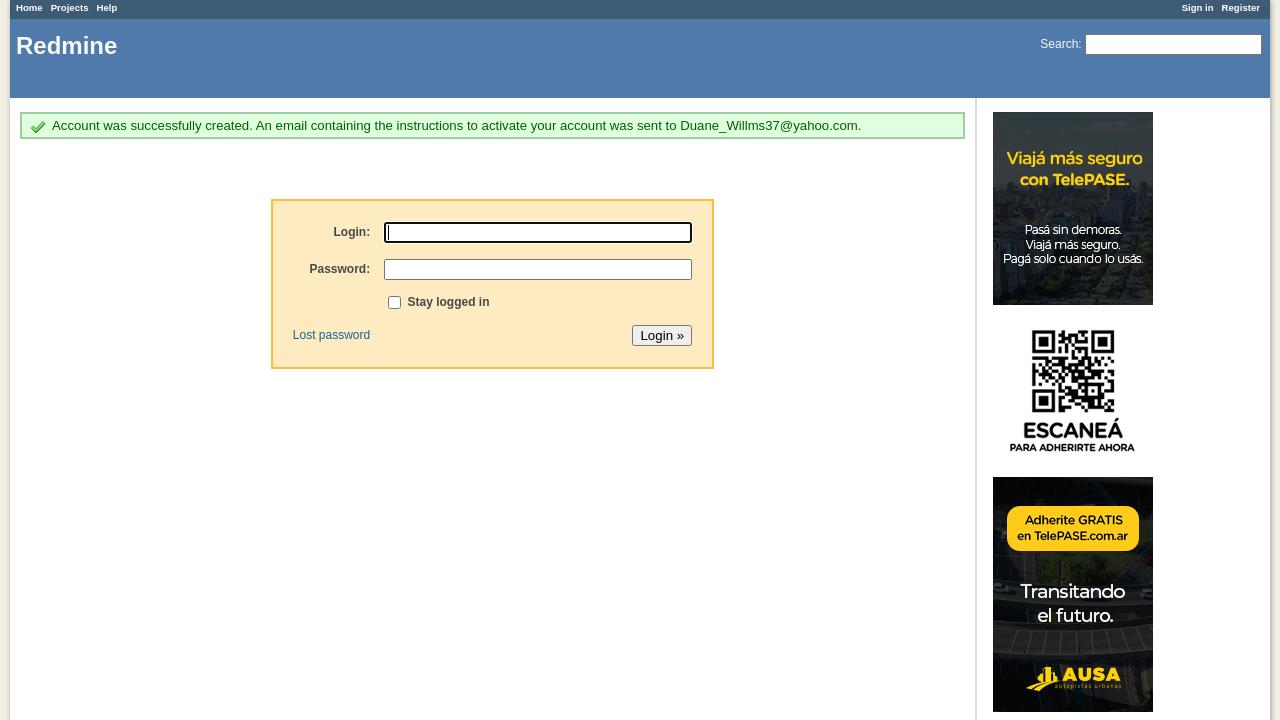 Home Projects Help
Sign in Register
Redmine
Search:
Account was successfully created. An email containing the instructions to activate your account was sent to Duane_Willms37@yahoo.com.
Login:
Password:
Stay logged in
Lost password
Login »
Viajá más seguro
con TelePASE.
Pasá sin demoras.
Viajá más seguro.
Pagá solo cuando lo usás.
ESCANEÁ
PARA ADHERIRTE AHORA
Adherite GRATIS
en TelePASE.com.ar
Transitando
el futuro.
AUSA
autopistas urbanas